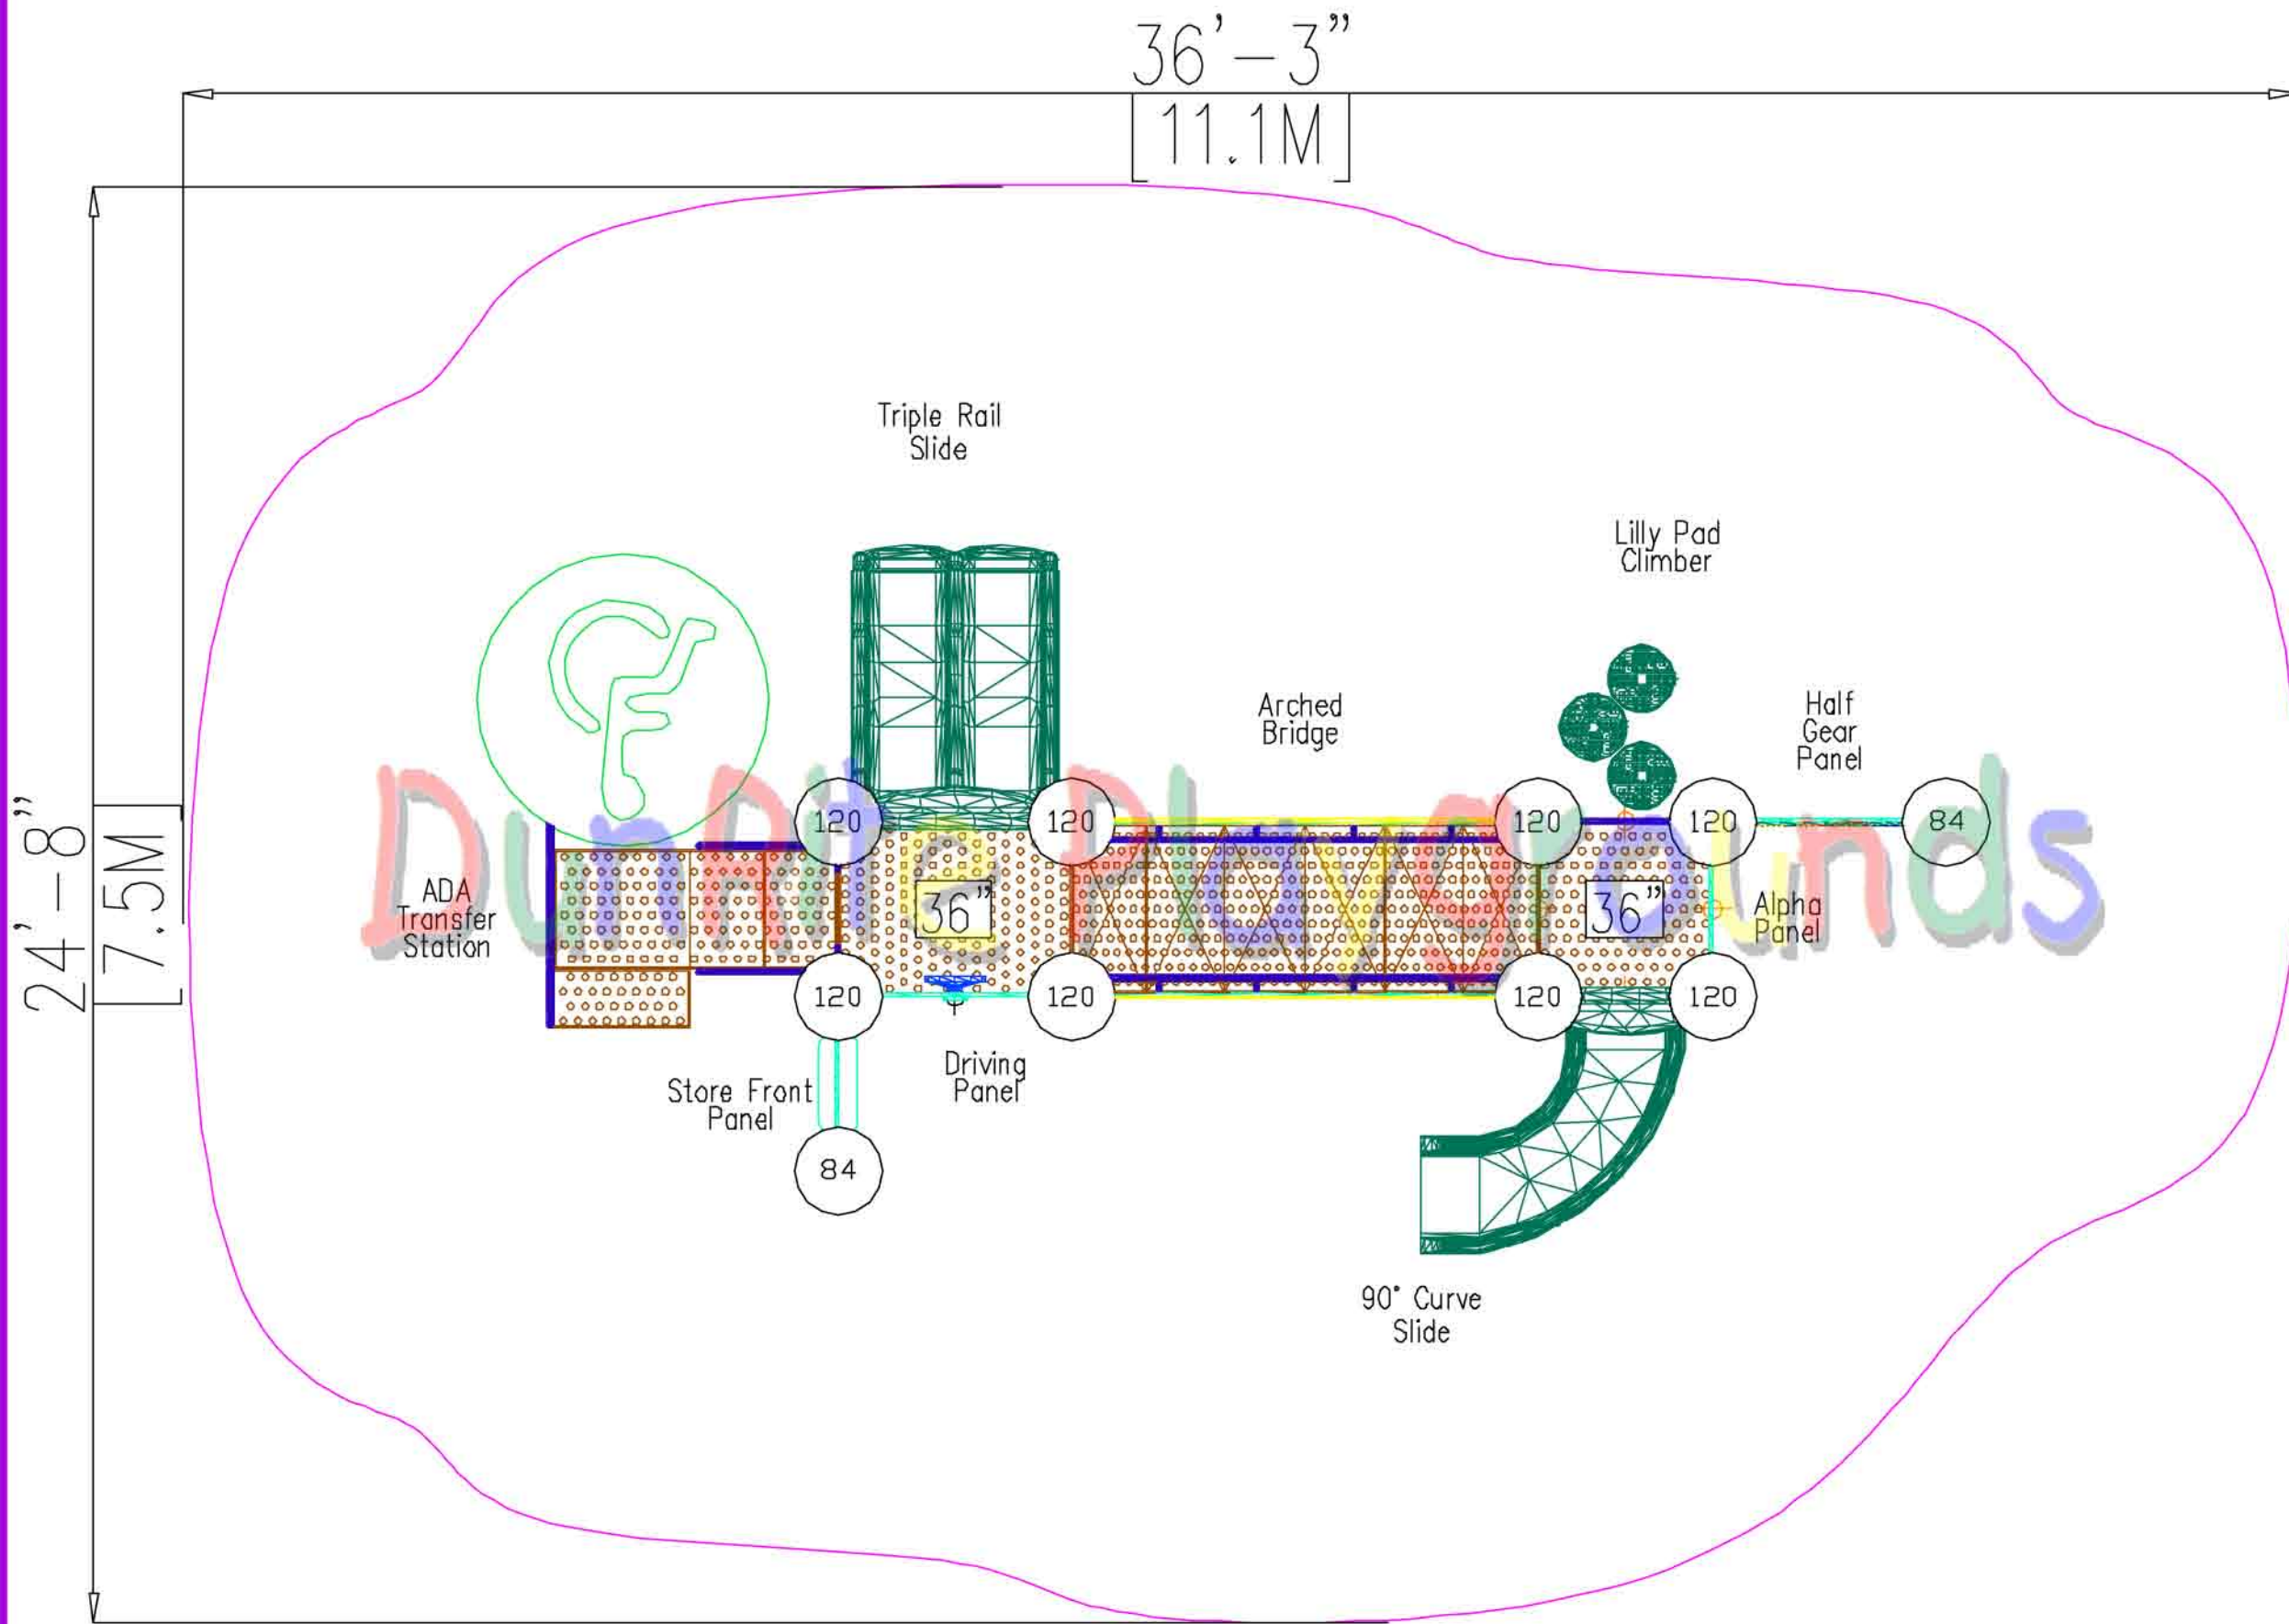 36'-3"
[11.1M]
24'-8"
[7.5M]
Triple Rail
Slide
Lilly Pad
Climber
Arched
Bridge
Half
Gear
Panel
120
120
120
120
84
DunRite Playgrounds
ADA
Transfer
Station
36"
36"
Alpha
Panel
120
120
120
120
Driving
Panel
Store Front
Panel
84
90° Curve
Slide